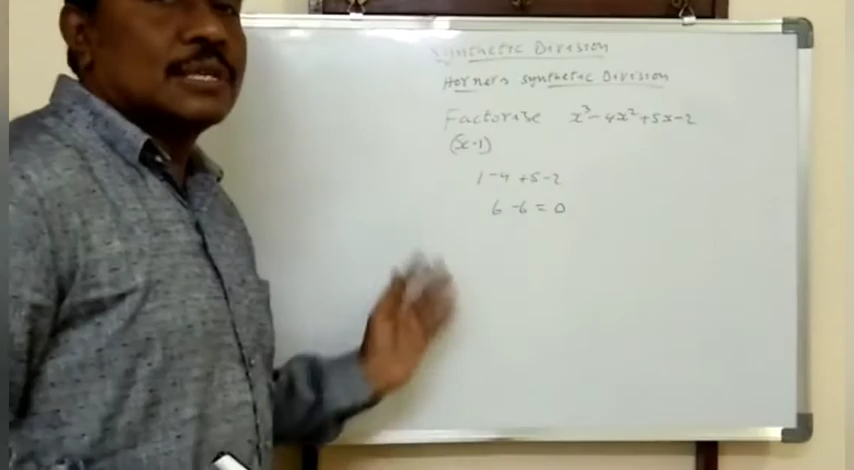 Synthetic Division
Horners synthetic Division
Factorise x³-4x²+5x-2
(x-1)
1-4+5-2
6-6=0